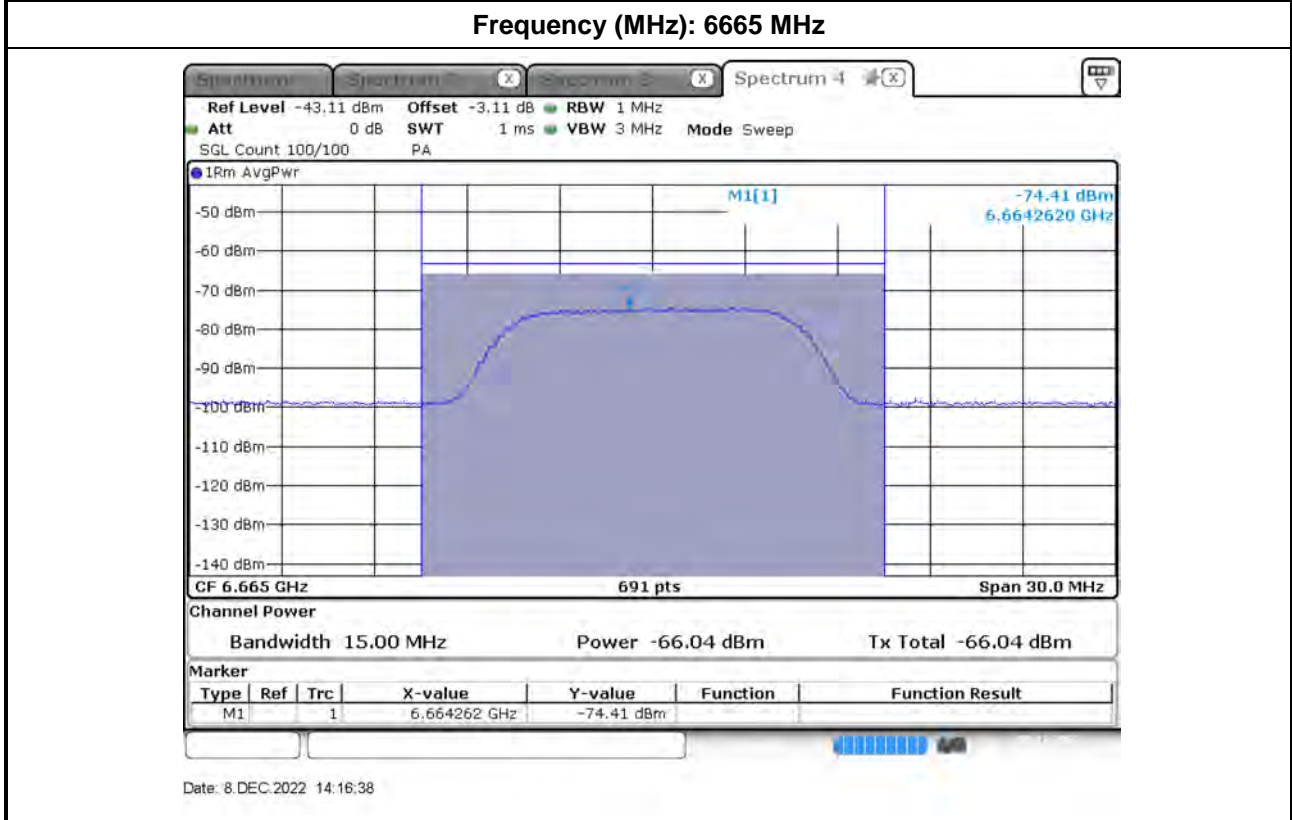 Frequency (MHz): 6665 MHz
Spectrum 4
Ref Level -43.11 dBm Offset -3.11 dB RBW 1 MHz
Att 0 dB SWT 1 ms VBW 3 MHz Mode Sweep
SGL Count 100/100 PA
1Rm AvgPwr
M1[1] -74.41 dBm
6.6642620 GHz
-50 dBm
-60 dBm
-70 dBm
-80 dBm
-90 dBm
-100 dBm
-110 dBm
-120 dBm
-130 dBm
-140 dBm
CF 6.665 GHz 691 pts Span 30.0 MHz
Channel Power
Bandwidth 15.00 MHz Power -66.04 dBm Tx Total -66.04 dBm
Marker
Type Ref Trc X-value Y-value Function Function Result
M1 1 6.664262 GHz -74.41 dBm
Date: 8.DEC.2022 14:16:38